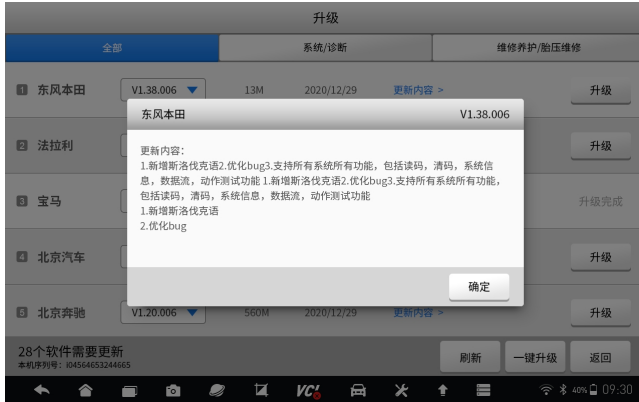 升级
全部
系统/诊断
维修养护/胎压维修
1 东风本田 V1.38.006 13M 2020/12/29 更新内容 > 升级
东风本田 V1.38.006
更新内容：
1.新增斯洛伐克语2.优化bug3.支持所有系统所有功能，包括读码，清码，系统信
息，数据流，动作测试功能 1.新增斯洛伐克语2.优化bug3.支持所有系统所有功能，
包括读码，清码，系统信息，数据流，动作测试功能
1.新增斯洛伐克语
2.优化bug
确定
2 法拉利 升级
3 宝马 升级完成
4 北京汽车 升级
5 北京奔驰 V1.20.006 560M 2020/12/29 更新内容 > 升级
28个软件需要更新
本机序列号：I04564653244665
刷新
一键升级
返回
VCI
40% 09:30